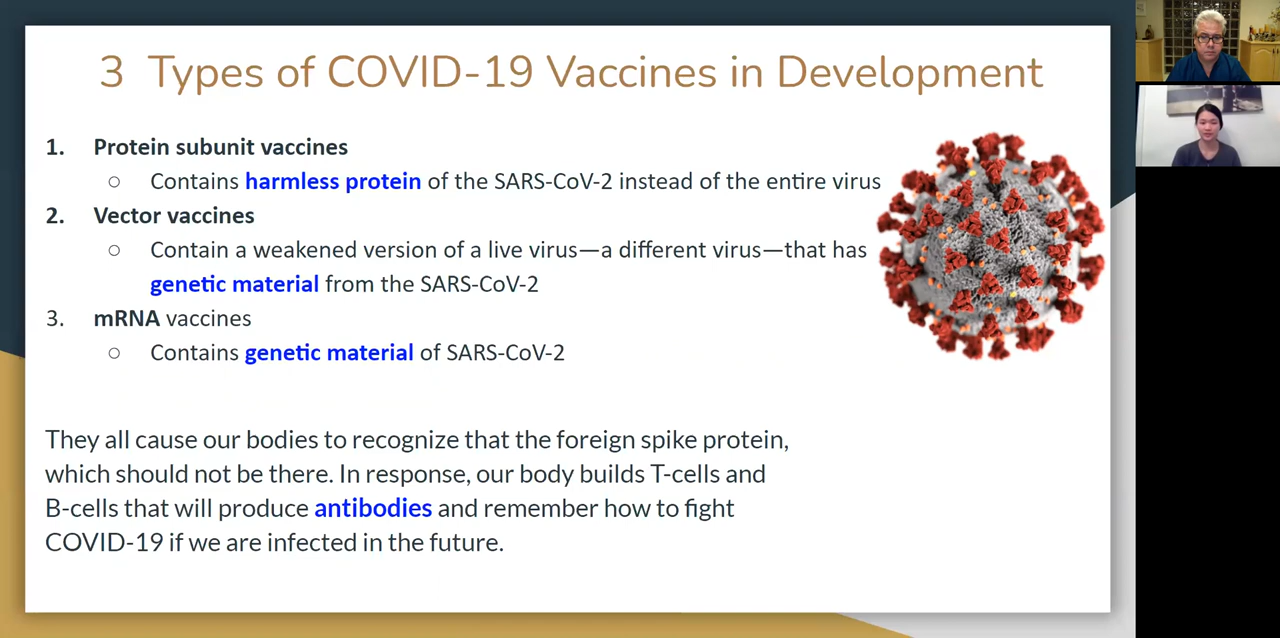 3 Types of COVID-19 Vaccines in Development
1. Protein subunit vaccines
○ Contains harmless protein of the SARS-CoV-2 instead of the entire virus
2. Vector vaccines
○ Contain a weakened version of a live virus—a different virus—that has
genetic material from the SARS-CoV-2
3. mRNA vaccines
○ Contains genetic material of SARS-CoV-2
They all cause our bodies to recognize that the foreign spike protein,
which should not be there. In response, our body builds T-cells and
B-cells that will produce antibodies and remember how to fight
COVID-19 if we are infected in the future.